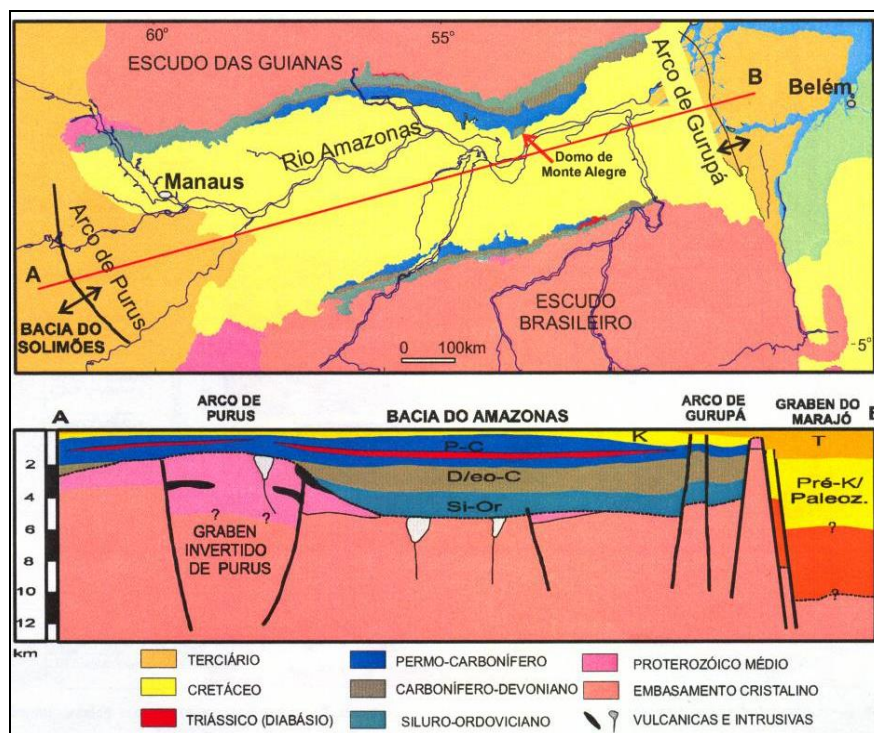 60°
55°
ESCUDO DAS GUIANAS
Arco de Gurupá
B
Belém
Rio Amazonas
Domo de
Monte Alegre
Manaus
Arco de Purus
A
BACIA DO
SOLIMÕES
ESCUDO
BRASILEIRO
0 100km
-5°
A
ARCO DE
PURUS
BACIA DO AMAZONAS
ARCO DE
GURUPÁ
GRABEN DO
MARAJÓ
K
T
P-C
2
D/eo-C
Pré-K/
Paleoz.
4
Si-Or
6
? ? ?
GRABEN
INVERTIDO
DE PURUS
8
10
?
12
km
TERCIÁRIO
PERMO-CARBONÍFERO
PROTEROZÓICO MÉDIO
CRETÁCEO
CARBONÍFERO-DEVONIANO
EMBASAMENTO CRISTALINO
TRIÁSSICO (DIABÁSIO)
SILURO-ORDOVICIANO
VULCANICAS E INTRUSIVAS